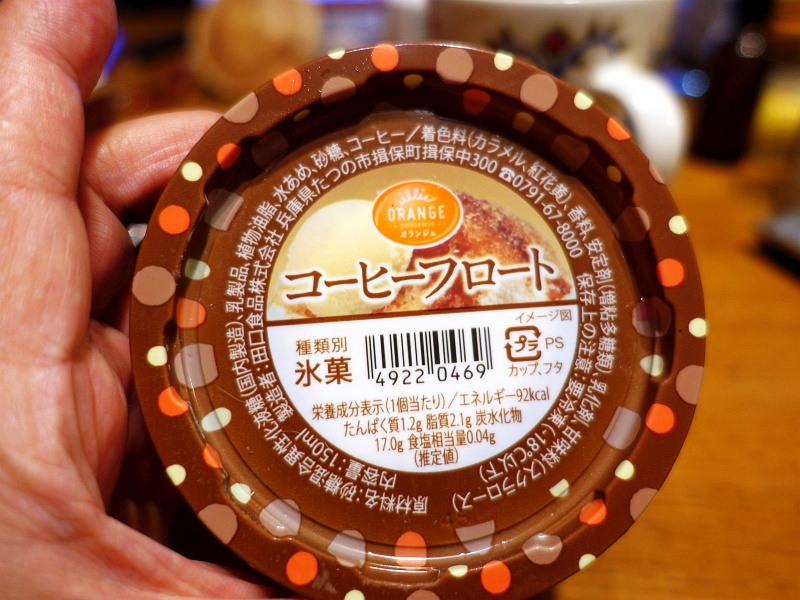 illie
ORANGE
patisserie
オランジェ
コーヒーフロート
イメージ図
種類別
氷菓
4922 0469
プラ
PS
カップ、フタ
栄養成分表示(1個当たり)/エネルギー92kcal
たんぱく質1.2g 脂質2.1g 炭水化物
17.0g 食塩相当量0.04g
(推定値)
原材料名:砂糖混合異性化液糖(国内製造)、乳製品、植物油脂、水あめ、砂糖、コーヒー/着色料(カラメル、紅花黄)、香料、安定剤(増粘多糖類)、乳化剤、甘味料(スクラロース)
内容量:150ml 製造者:田口食品株式会社 兵庫県たつの市揖保町揖保中300 ☎0791-67-8000 保存上の注意:要冷凍(-18℃以下)